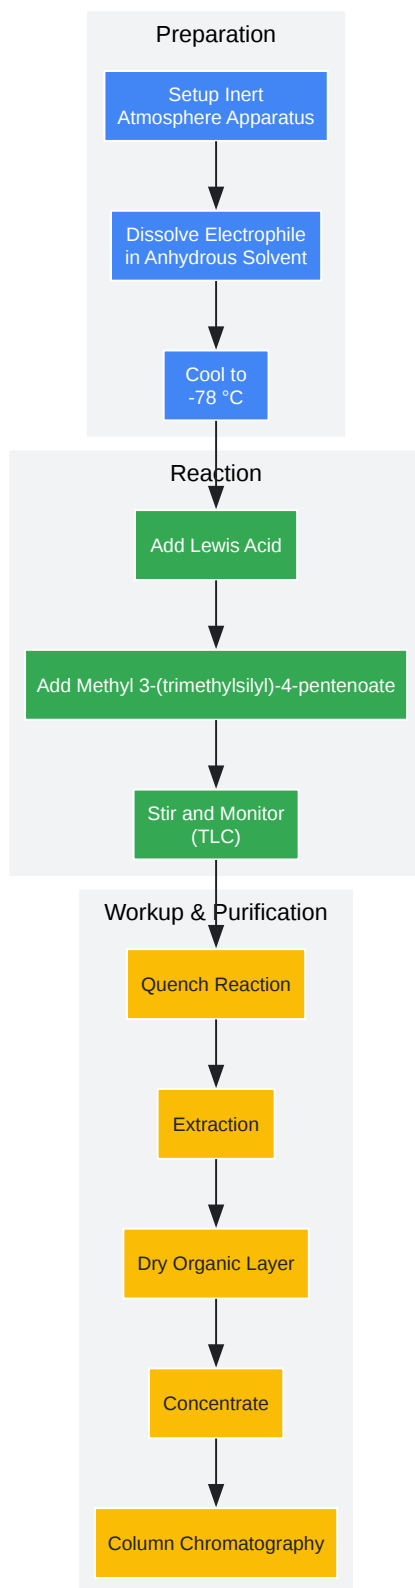 Preparation
Setup Inert
Atmosphere Apparatus
Dissolve Electrophile
in Anhydrous Solvent
Cool to
-78 °C
Reaction
Add Lewis Acid
Add Methyl 3-(trimethylsilyl)-4-pentenoate
Stir and Monitor
(TLC)
Workup & Purification
Quench Reaction
Extraction
Dry Organic Layer
Concentrate
Column Chromatography